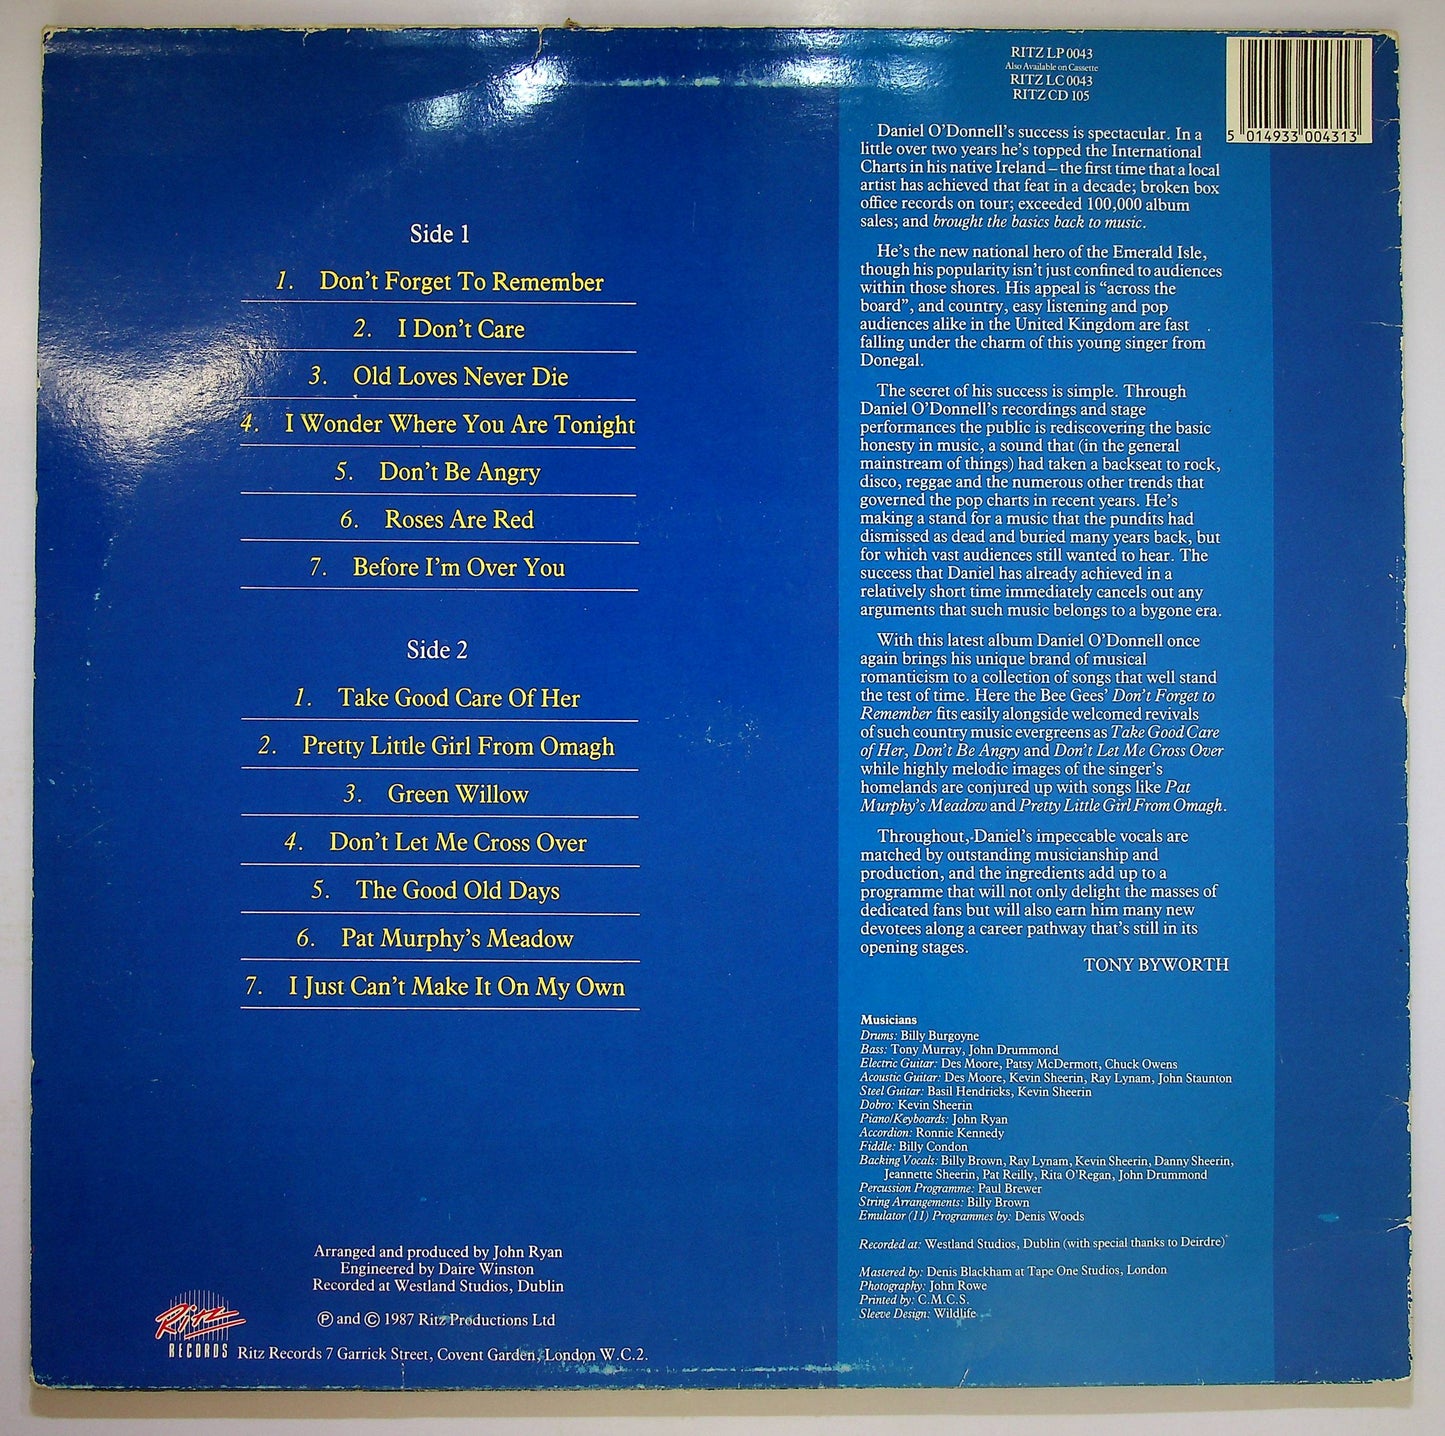 RITZ LP 0043
Also Available on Cassette
RITZ LC 0043
RITZ CD 105
5 014933 004313
Side 1
1. Don't Forget To Remember
2. I Don't Care
3. Old Loves Never Die
4. I Wonder Where You Are Tonight
5. Don't Be Angry
6. Roses Are Red
7. Before I'm Over You
Side 2
1. Take Good Care Of Her
2. Pretty Little Girl From Omagh
3. Green Willow
4. Don't Let Me Cross Over
5. The Good Old Days
6. Pat Murphy's Meadow
7. I Just Can't Make It On My Own
Arranged and produced by John Ryan
Engineered by Daire Winston
Recorded at Westland Studios, Dublin
Ⓟ and © 1987 Ritz Productions Ltd
Ritz
RECORDS
Ritz Records 7 Garrick Street, Covent Garden, London W.C.2.
Daniel O'Donnell's success is spectacular. In a
little over two years he's topped the International
Charts in his native Ireland – the first time that a local
artist has achieved that feat in a decade; broken box
office records on tour; exceeded 100,000 album
sales; and brought the basics back to music.
He's the new national hero of the Emerald Isle,
though his popularity isn't just confined to audiences
within those shores. His appeal is "across the
board", and country, easy listening and pop
audiences alike in the United Kingdom are fast
falling under the charm of this young singer from
Donegal.
The secret of his success is simple. Through
Daniel O'Donnell's recordings and stage
performances the public is rediscovering the basic
honesty in music, a sound that (in the general
mainstream of things) had taken a backseat to rock,
disco, reggae and the numerous other trends that
governed the pop charts in recent years. He's
making a stand for a music that the pundits had
dismissed as dead and buried many years back, but
for which vast audiences still wanted to hear. The
success that Daniel has already achieved in a
relatively short time immediately cancels out any
arguments that such music belongs to a bygone era.
With this latest album Daniel O'Donnell once
again brings his unique brand of musical
romanticism to a collection of songs that well stand
the test of time. Here the Bee Gees' Don't Forget to
Remember fits easily alongside welcomed revivals
of such country music evergreens as Take Good Care
of Her, Don't Be Angry and Don't Let Me Cross Over
while highly melodic images of the singer's
homelands are conjured up with songs like Pat
Murphy's Meadow and Pretty Little Girl From Omagh.
Throughout, Daniel's impeccable vocals are
matched by outstanding musicianship and
production, and the ingredients add up to a
programme that will not only delight the masses of
dedicated fans but will also earn him many new
devotees along a career pathway that's still in its
opening stages.
TONY BYWORTH
Musicians
Drums: Billy Burgoyne
Bass: Tony Murray, John Drummond
Electric Guitar: Des Moore, Patsy McDermott, Chuck Owens
Acoustic Guitar: Des Moore, Kevin Sheerin, Ray Lynam, John Staunton
Steel Guitar: Basil Hendricks, Kevin Sheerin
Dobro: Kevin Sheerin
Piano/Keyboards: John Ryan
Accordion: Ronnie Kennedy
Fiddle: Billy Condon
Backing Vocals: Billy Brown, Ray Lynam, Kevin Sheerin, Danny Sheerin,
Jeannette Sheerin, Pat Reilly, Rita O'Regan, John Drummond
Percussion Programme: Paul Brewer
String Arrangements: Billy Brown
Emulator (11) Programmes by: Denis Woods
Recorded at: Westland Studios, Dublin (with special thanks to Deirdre)
Mastered by: Denis Blackham at Tape One Studios, London
Photography: John Rowe
Printed by: C.M.C.S.
Sleeve Design: Wildlife